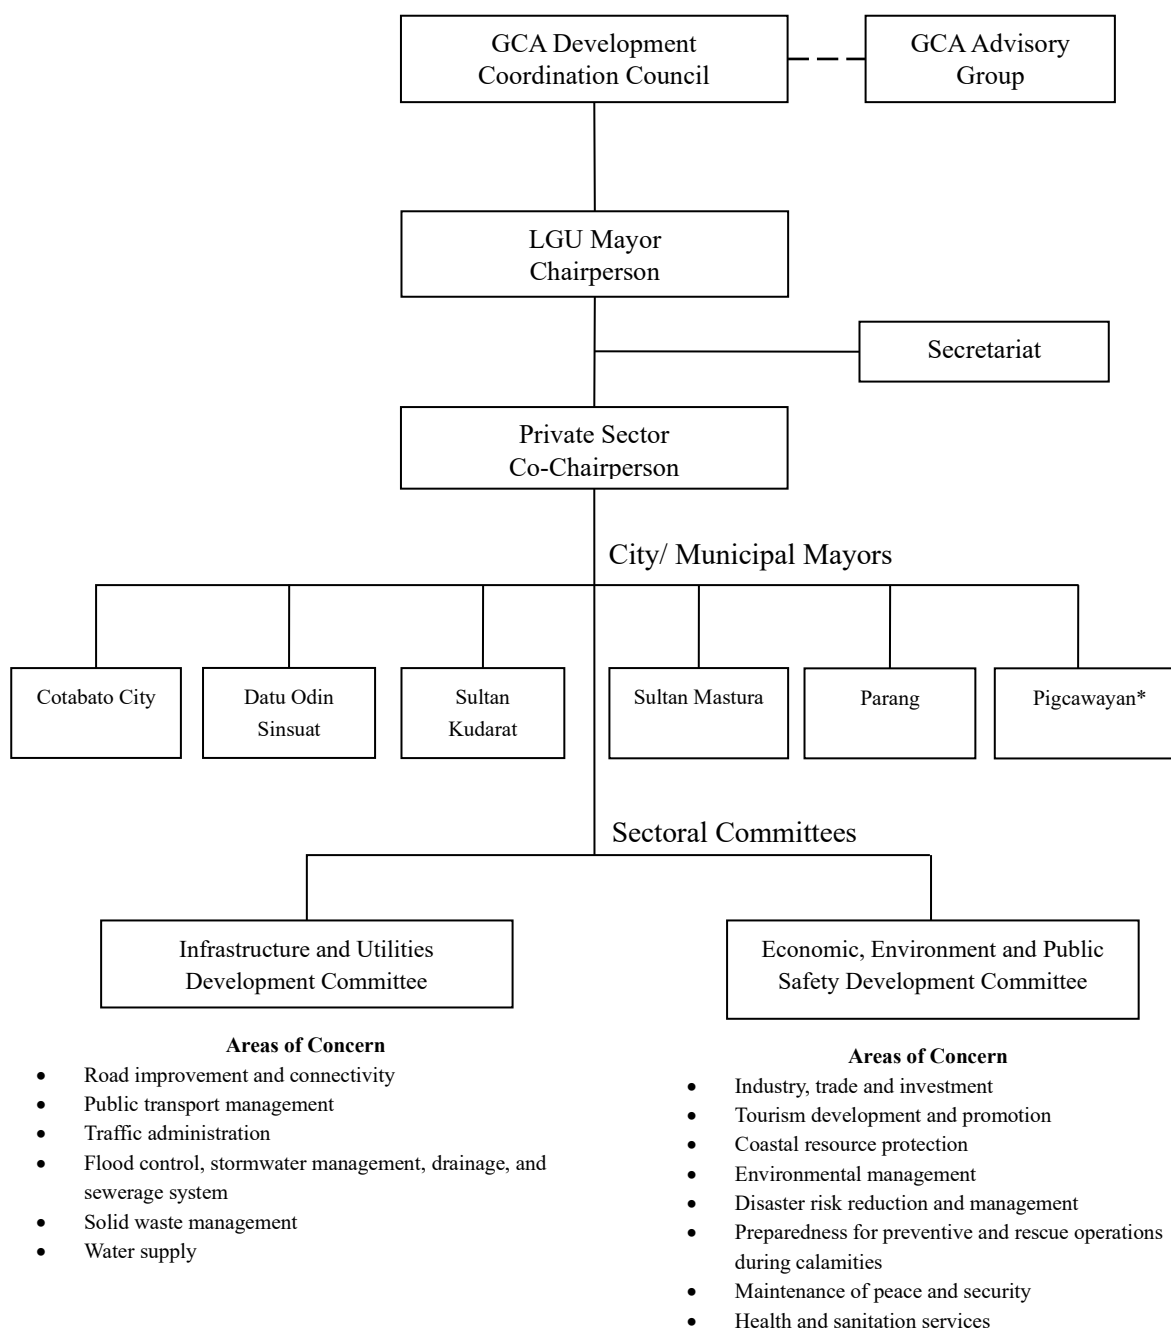 GCA Development
Coordination Council
GCA Advisory
Group
LGU Mayor
Chairperson
Secretariat
Private Sector
Co-Chairperson
City/ Municipal Mayors
Cotabato City
Datu Odin
Sinsuat
Sultan
Kudarat
Sultan Mastura
Parang
Pigcawayan*
Sectoral Committees
Infrastructure and Utilities
Development Committee
Areas of Concern
• Road improvement and connectivity
• Public transport management
• Traffic administration
• Flood control, stormwater management, drainage, and
sewerage system
• Solid waste management
• Water supply
Economic, Environment and Public
Safety Development Committee
Areas of Concern
• Industry, trade and investment
• Tourism development and promotion
• Coastal resource protection
• Environmental management
• Disaster risk reduction and management
• Preparedness for preventive and rescue operations
during calamities
• Maintenance of peace and security
• Health and sanitation services